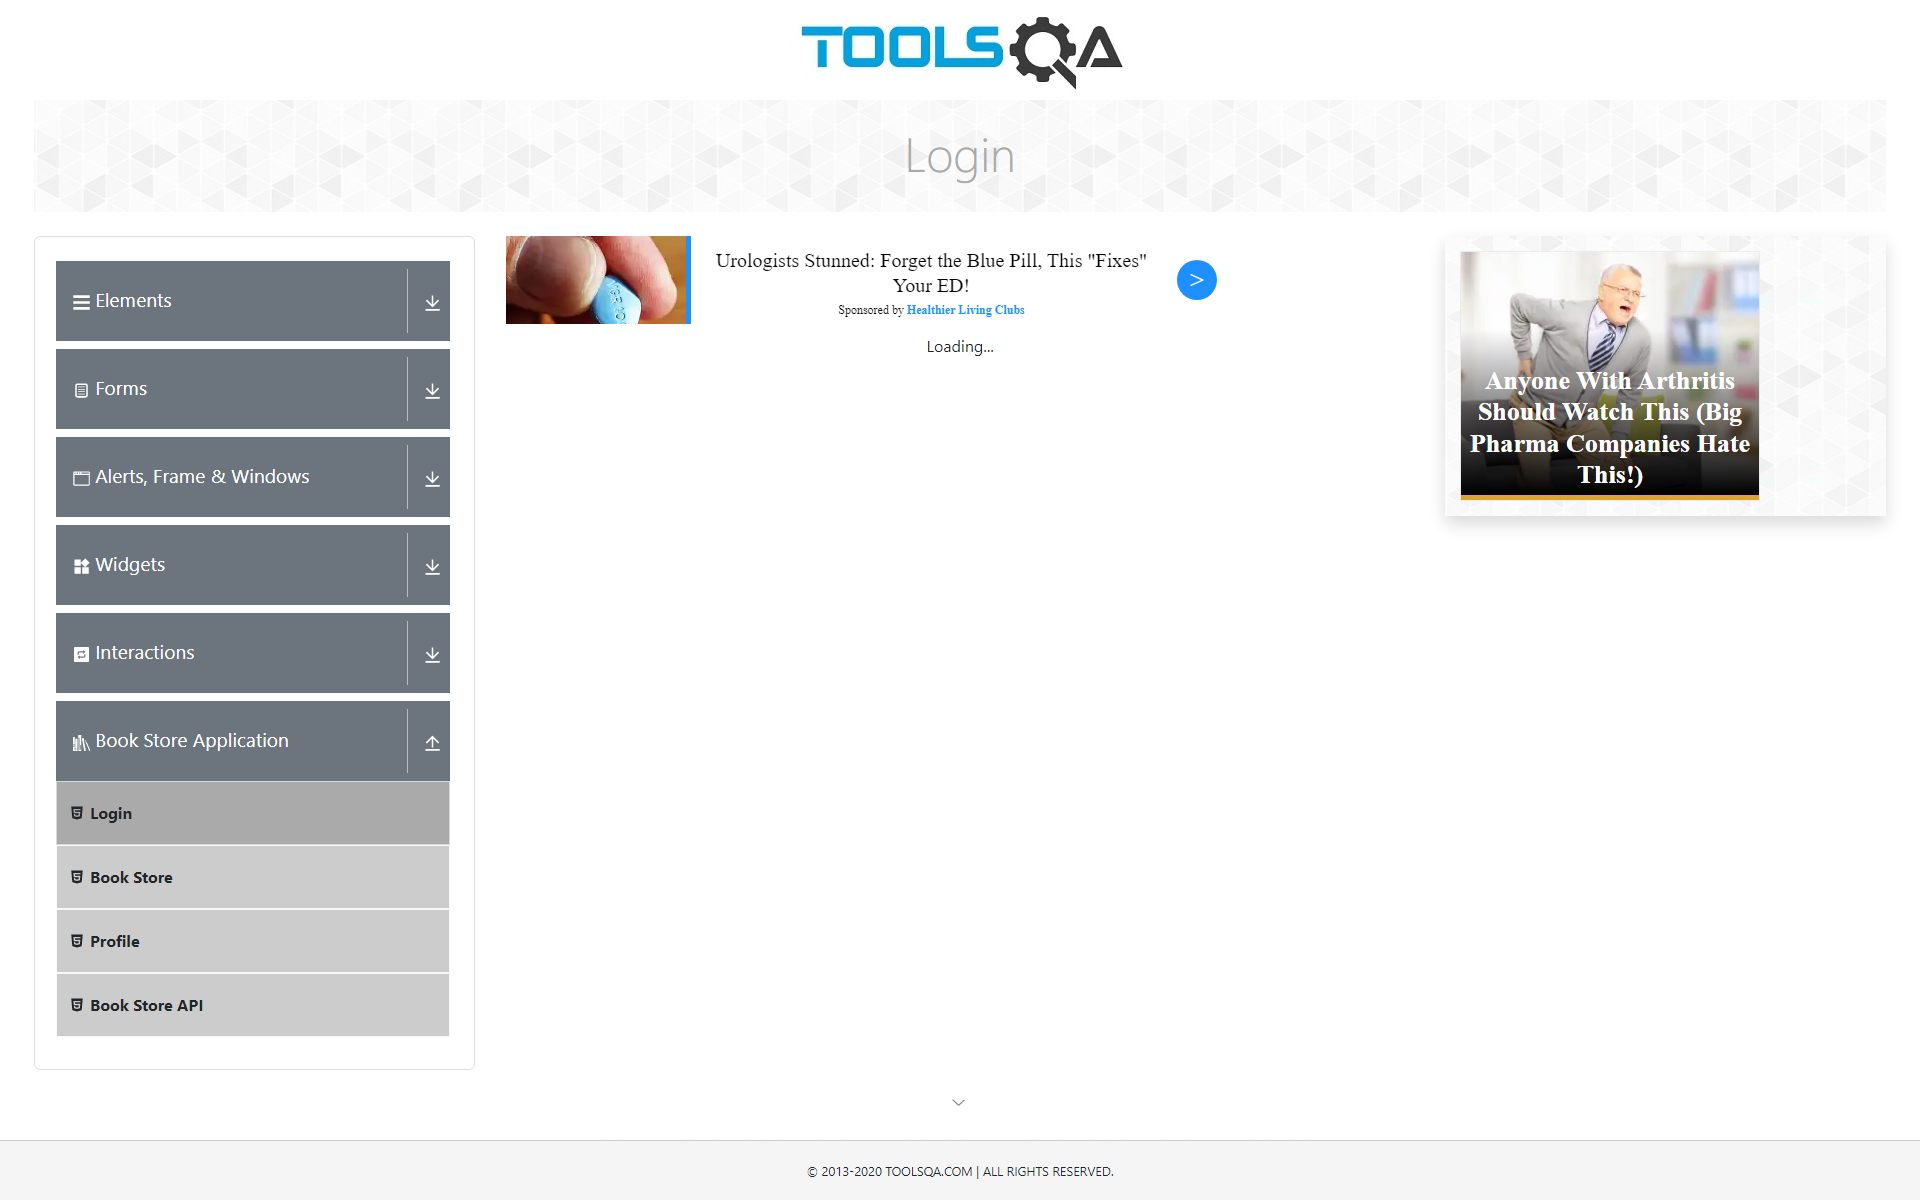 TOOLSQA
Login
Elements
Forms
Alerts, Frame & Windows
Widgets
Interactions
Book Store Application
Login
Book Store
Profile
Book Store API
Urologists Stunned: Forget the Blue Pill, This "Fixes"
Your ED!
Sponsored by Healthier Living Clubs
>
Loading...
Anyone With Arthritis
Should Watch This (Big
Pharma Companies Hate
This!)
© 2013-2020 TOOLSQA.COM | ALL RIGHTS RESERVED.